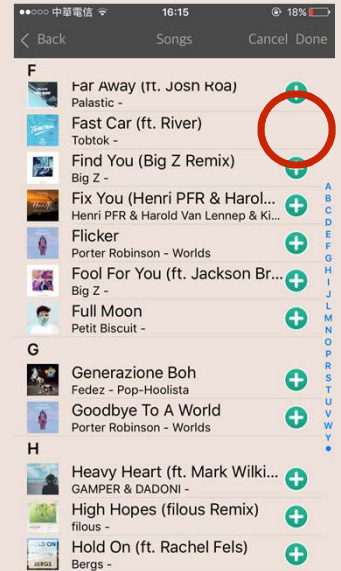 中華電信
16:15
18%
Back
Songs
Cancel Done
F
Far Away (ft. Josh Roa)
Palastic -
Fast Car (ft. River)
Tobtok -
Find You (Big Z Remix)
Big Z -
Fix You (Henri PFR & Harol...
Henri PFR & Harold Van Lennep & Ki...
Flicker
Porter Robinson - Worlds
Fool For You (ft. Jackson Br...
Big Z -
Full Moon
Petit Biscuit -
G
Generazione Boh
Fedez - Pop-Hoolista
Goodbye To A World
Porter Robinson - Worlds
H
Heavy Heart (ft. Mark Wilki...
GAMPER & DADONI -
High Hopes (filous Remix)
filous -
Hold On (ft. Rachel Fels)
Bergs -
HOLD ON
BERGS
A
B
C
D
E
F
G
H
I
J
L
M
N
O
P
R
S
T
U
V
W
Y